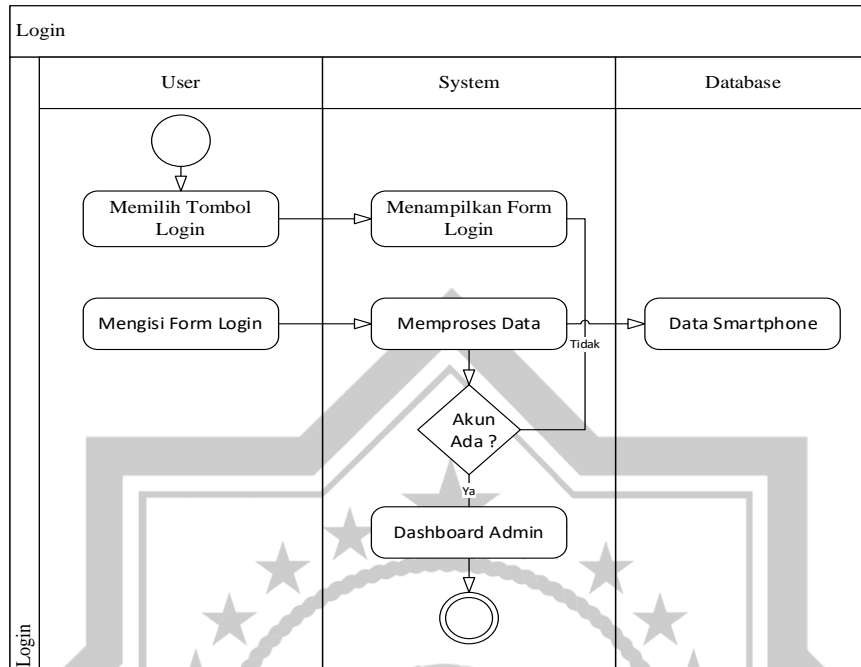 Login
User
System
Database
Memilih Tombol
Login
Menampilkan Form
Login
Mengisi Form Login
Memproses Data
Data Smartphone
Tidak
Akun
Ada ?
Ya
Dashboard Admin
Login